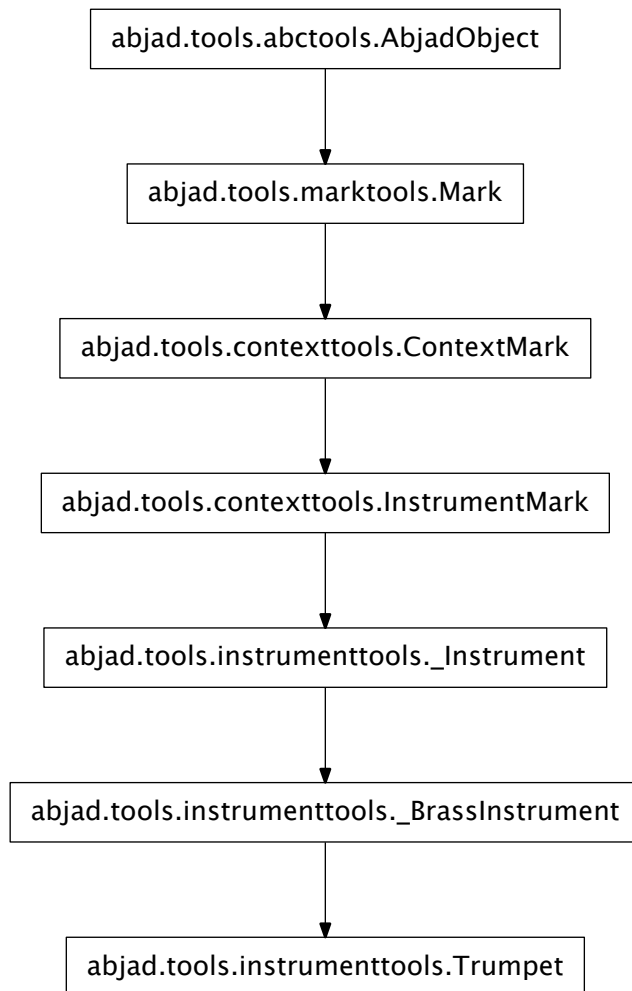 abjad.tools.abctools.AbjadObject
abjad.tools.marktools.Mark
abjad.tools.contexttools.ContextMark
abjad.tools.contexttools.InstrumentMark
abjad.tools.instrumenttools._Instrument
abjad.tools.instrumenttools._BrassInstrument
abjad.tools.instrumenttools.Trumpet